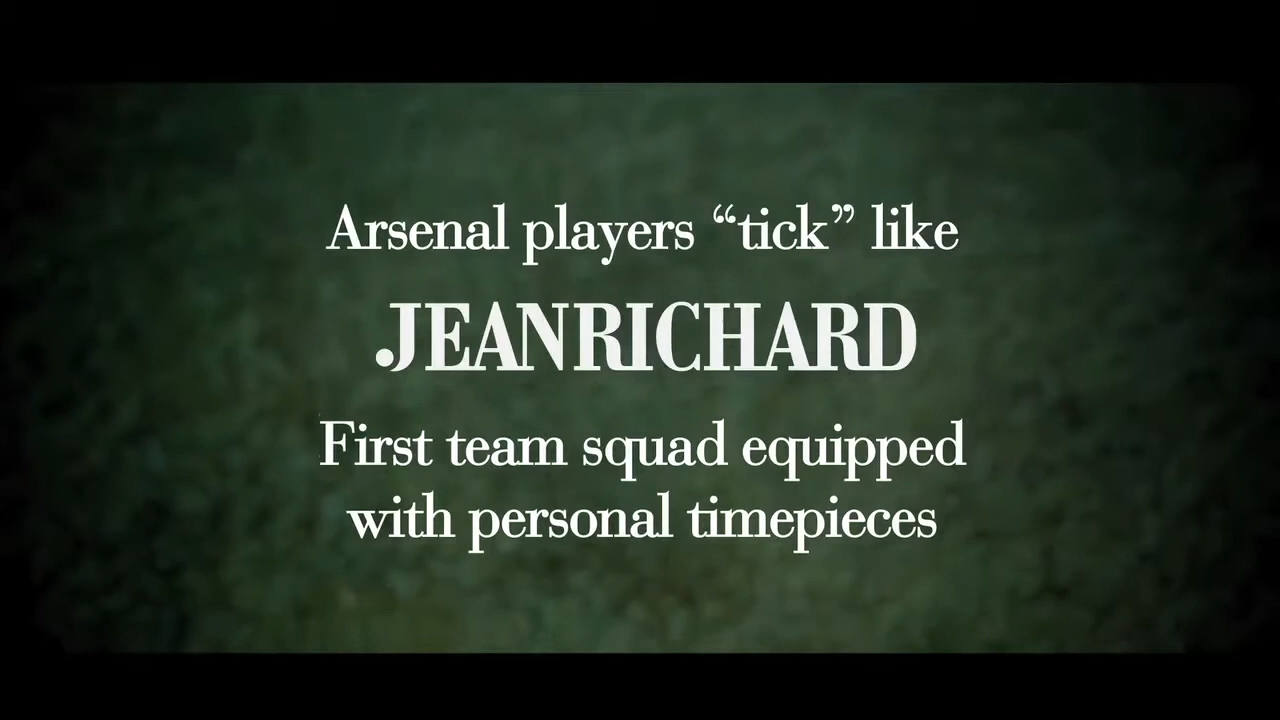 Arsenal players “tick” like
JEANRICHARD
First team squad equipped
with personal timepieces